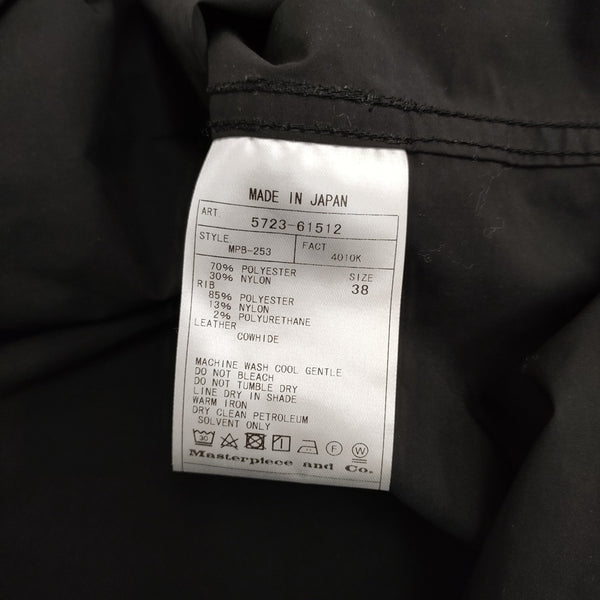 MADE IN JAPAN
ART. 5723-61512
STYLE MPB-253 FACT 4010K
70% POLYESTER SIZE
30% NYLON 38
RIB
85% POLYESTER
13% NYLON
2% POLYURETHANE
LEATHER
COWHIDE
MACHINE WASH COOL GENTLE
DO NOT BLEACH
DO NOT TUMBLE DRY
LINE DRY IN SHADE
WARM IRON
DRY CLEAN PETROLEUM
SOLVENT ONLY
30 F W
Masterpiece and Co.